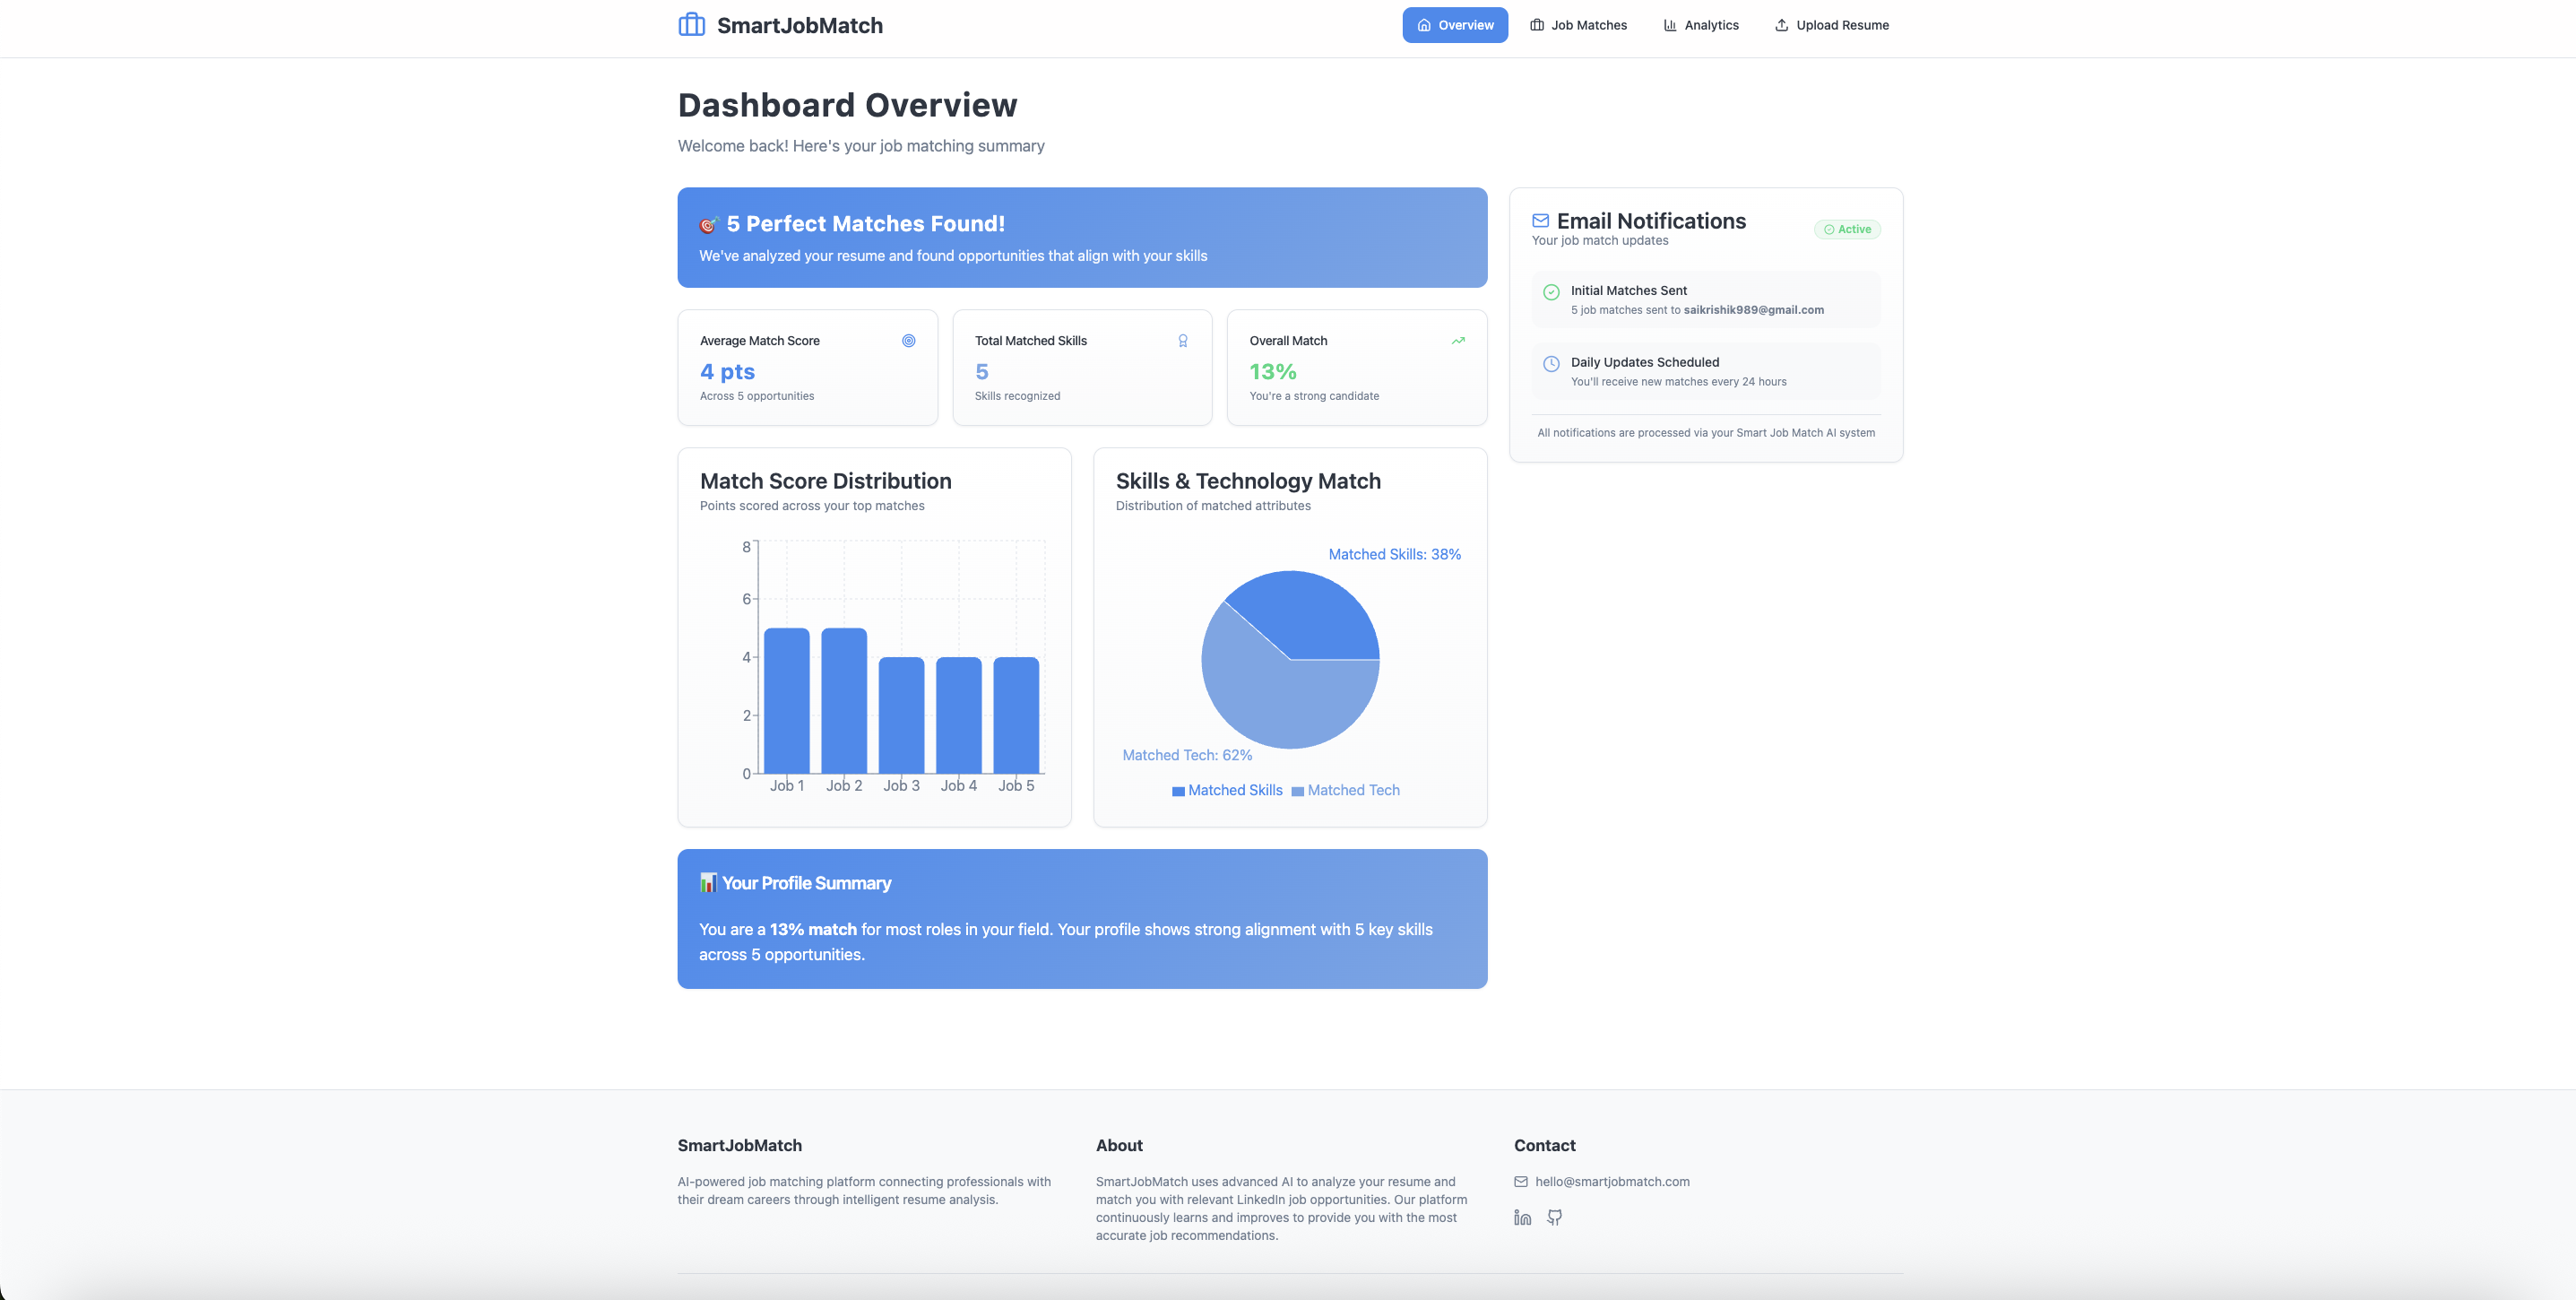 SmartJobMatch
Overview
Job Matches
Analytics
Upload Resume
Dashboard Overview
Welcome back! Here's your job matching summary
🎯 5 Perfect Matches Found!
We've analyzed your resume and found opportunities that align with your skills
Average Match Score
4 pts
Across 5 opportunities
Total Matched Skills
5
Skills recognized
Overall Match
13%
You're a strong candidate
Match Score Distribution
Points scored across your top matches
8
6
4
2
0
Job 1
Job 2
Job 3
Job 4
Job 5
Skills & Technology Match
Distribution of matched attributes
Matched Skills: 38%
Matched Tech: 62%
Matched Skills
Matched Tech
📊 Your Profile Summary
You are a 13% match for most roles in your field. Your profile shows strong alignment with 5 key skills
across 5 opportunities.
Email Notifications
Active
Your job match updates
Initial Matches Sent
5 job matches sent to saikrishik989@gmail.com
Daily Updates Scheduled
You'll receive new matches every 24 hours
All notifications are processed via your Smart Job Match AI system
SmartJobMatch
AI-powered job matching platform connecting professionals with
their dream careers through intelligent resume analysis.
About
SmartJobMatch uses advanced AI to analyze your resume and
match you with relevant LinkedIn job opportunities. Our platform
continuously learns and improves to provide you with the most
accurate job recommendations.
Contact
hello@smartjobmatch.com